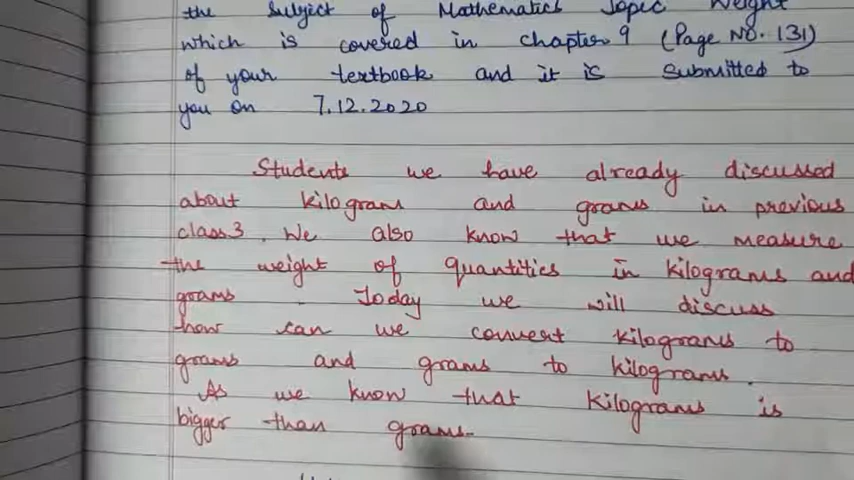 the subject of Mathematics Topic Weight
which is covered in chapter 9 (Page No. 131)
of your textbook and it is submitted to
you on 7.12.2020
Students we have already discussed
about kilogram and grams in previous
class 3. We also know that we measure
the weight of quantities in kilograms and
grams. Today we will discuss
how can we convert kilograms to
grams and grams to kilograms.
As we know that kilograms is
bigger than grams.